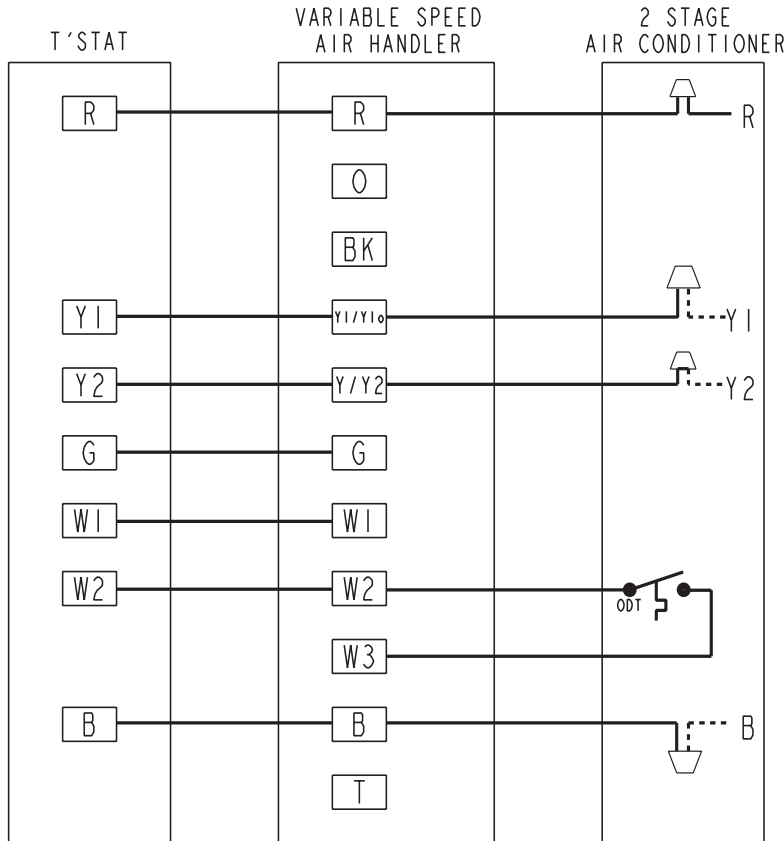 T'STAT
VARIABLE SPEED
AIR HANDLER
2 STAGE
AIR CONDITIONER
R R R
O
BK
Y1 Y1/Y1o Y1
Y2 Y/Y2 Y2
G G
W1 W1
W2 W2
ODT
W3
B B B
T